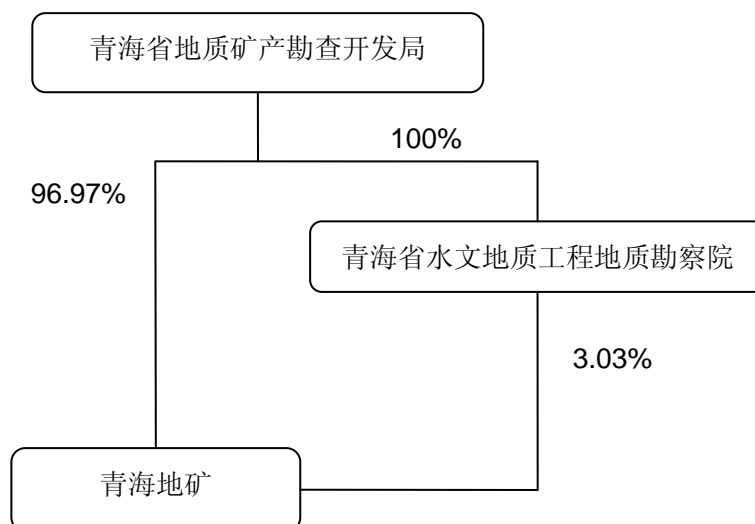 青海省地质矿产勘查开发局
100%
96.97%
青海省水文地质工程地质勘察院
3.03%
青海地矿